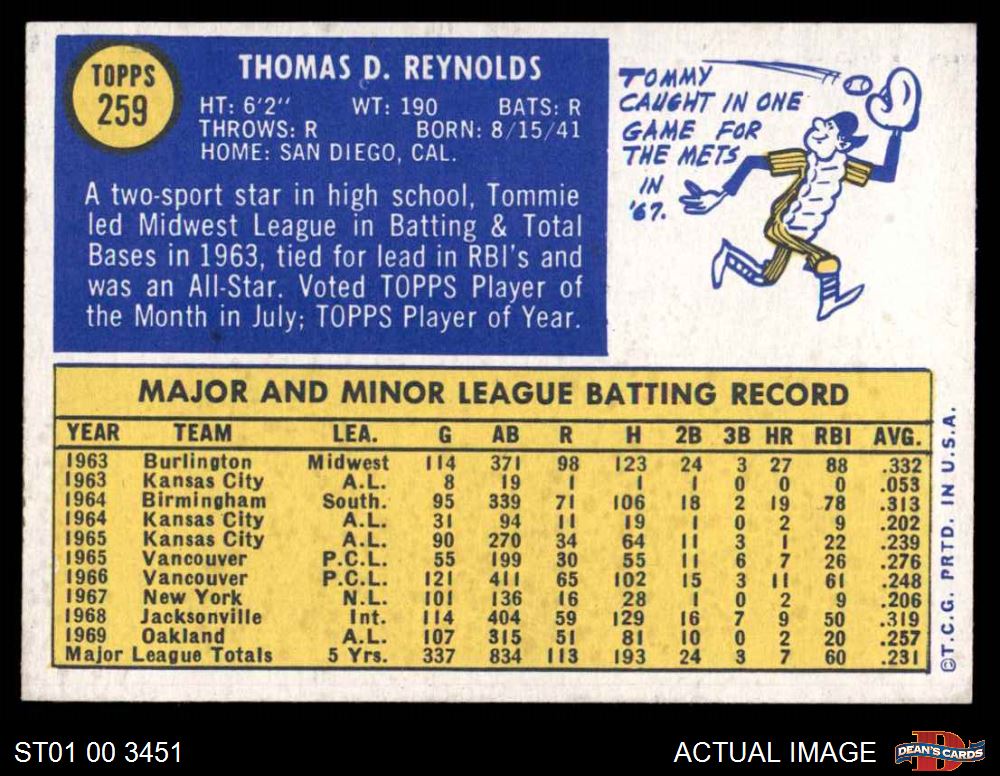 TOPPS
259
THOMAS D. REYNOLDS
HT: 6'2" WT: 190 BATS: R
THROWS: R BORN: 8/15/41
HOME: SAN DIEGO, CAL.
A two-sport star in high school, Tommie
led Midwest League in Batting & Total
Bases in 1963, tied for lead in RBI's and
was an All-Star. Voted TOPPS Player of
the Month in July; TOPPS Player of Year.
TOMMY
CAUGHT IN ONE
GAME FOR
THE METS
IN
'67.
MAJOR AND MINOR LEAGUE BATTING RECORD
YEAR TEAM LEA. G AB R H 2B 3B HR RBI AVG.
1963 Burlington Midwest 114 371 98 123 24 3 27 88 .332
1963 Kansas City A.L. 8 19 1 1 1 0 0 0 .053
1964 Birmingham South. 95 339 71 106 18 2 19 78 .313
1964 Kansas City A.L. 31 94 11 19 1 0 2 9 .202
1965 Kansas City A.L. 90 270 34 64 11 3 1 22 .239
1965 Vancouver P.C.L. 55 199 30 55 11 6 7 26 .276
1966 Vancouver P.C.L. 121 411 65 102 15 3 11 61 .248
1967 New York N.L. 101 136 16 28 1 0 2 9 .206
1968 Jacksonville Int. 114 404 59 129 16 7 9 50 .319
1969 Oakland A.L. 107 315 51 81 10 0 2 20 .257
Major League Totals 5 Yrs. 337 834 113 193 24 3 7 60 .231
©T.C.G. PRTD. IN U.S.A.
ST01 00 3451
ACTUAL IMAGE
DEAN'S CARDS